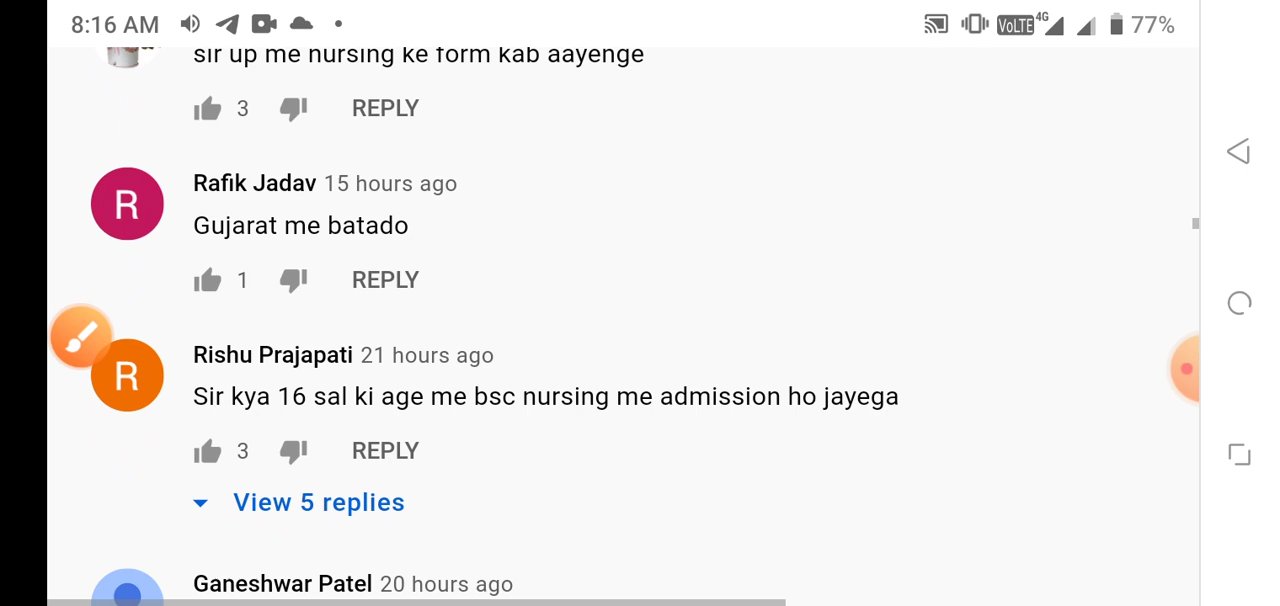 8:16 AM VoLTE 4G 77%
sir up me nursing ke form kab aayenge
3 REPLY
Rafik Jadav 15 hours ago
R
Gujarat me batado
1 REPLY
Rishu Prajapati 21 hours ago
R
Sir kya 16 sal ki age me bsc nursing me admission ho jayega
3 REPLY
View 5 replies
Ganeshwar Patel 20 hours ago